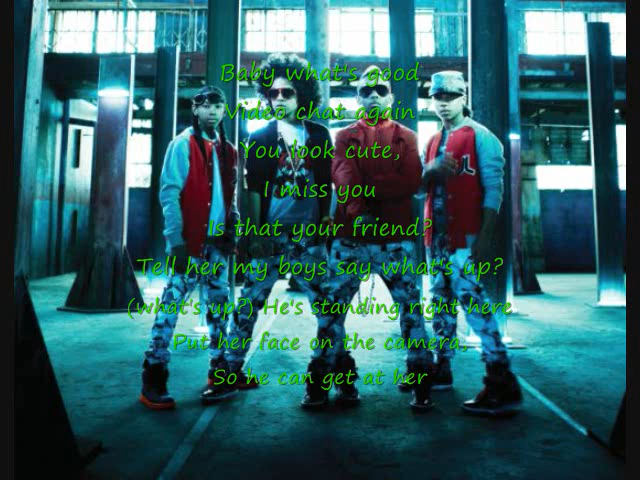 Baby what's good
Video chat again
You look cute,
I miss you
Is that your friend?
Tell her my boys say what's up?
(what's up?) He's standing right here
Put her face on the camera,
So he can get at her